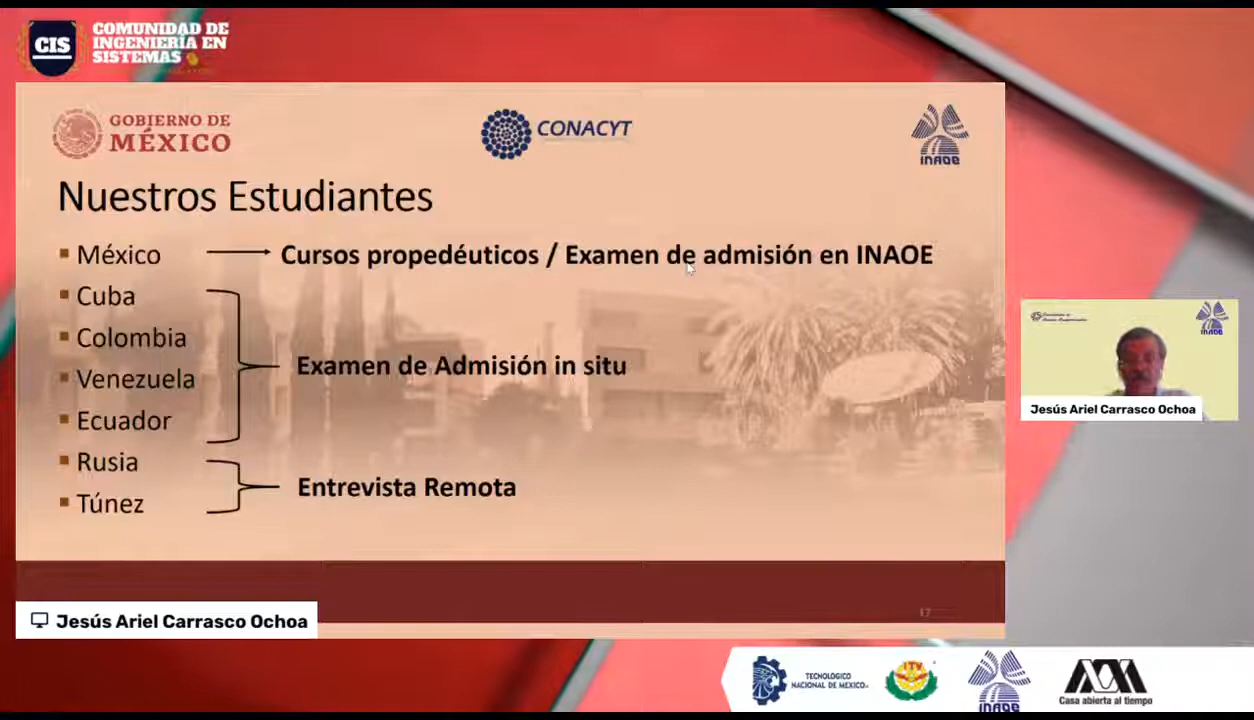 CIS
COMUNIDAD DE
INGENIERÍA EN
SISTEMAS
GOBIERNO DE
MÉXICO
CONACYT
INAOE
Nuestros Estudiantes
México
Cursos propedéuticos / Examen de admisión en INAOE
Cuba
Colombia
Venezuela
Ecuador
Examen de Admisión in situ
Rusia
Túnez
Entrevista Remota
17
INAOE
Jesús Ariel Carrasco Ochoa
Jesús Ariel Carrasco Ochoa
TECNOLÓGICO
NACIONAL DE MÉXICO
ITV
INAOE
Casa abierta al tiempo